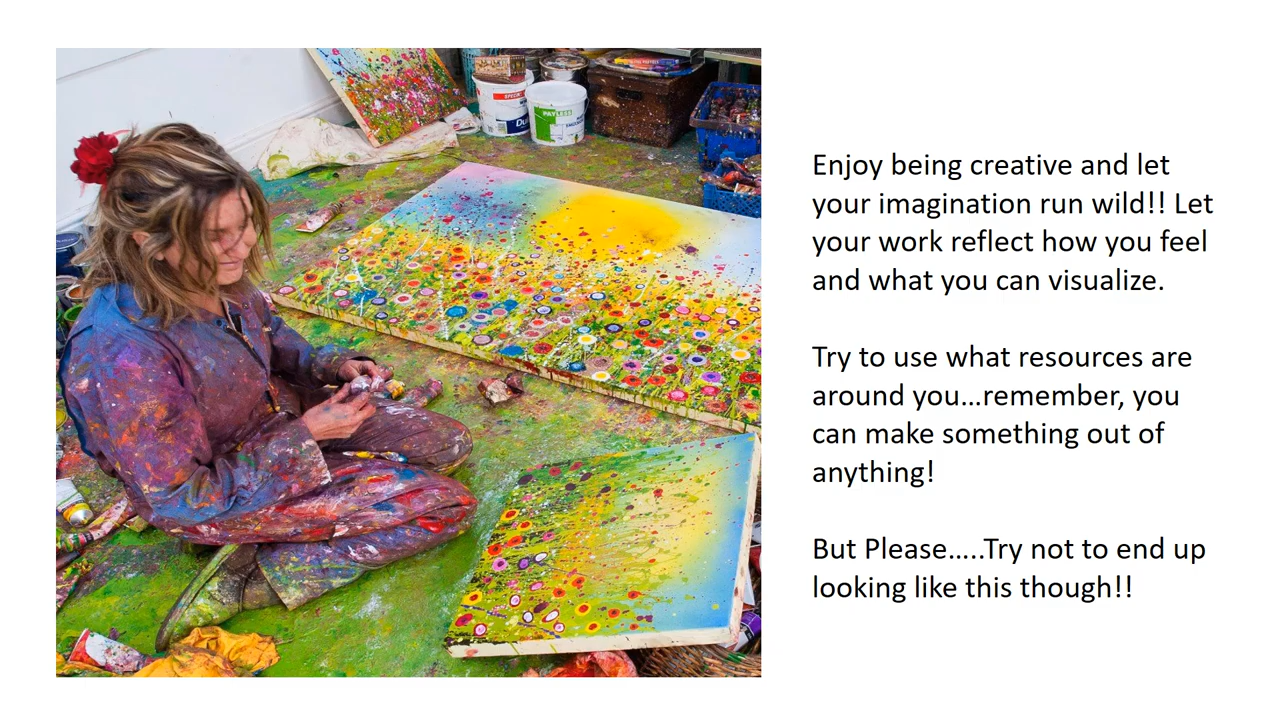 Enjoy being creative and let
your imagination run wild!! Let
your work reflect how you feel
and what you can visualize.
Try to use what resources are
around you...remember, you
can make something out of
anything!
But Please.....Try not to end up
looking like this though!!
PAYLESS